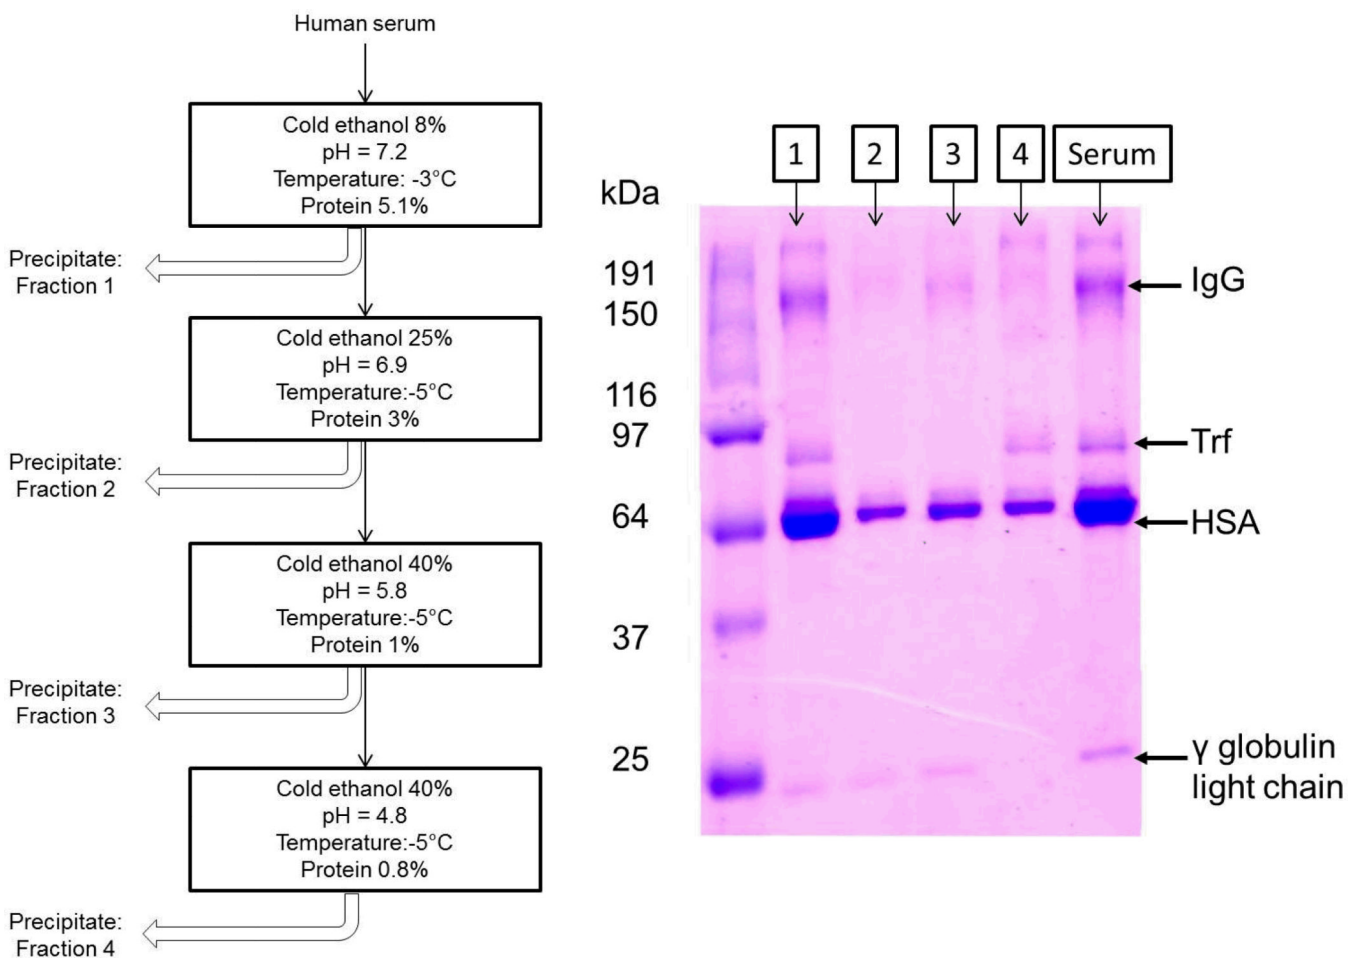 Human serum
Cold ethanol 8%
pH = 7.2
Temperature: -3°C
Protein 5.1%
Precipitate:
Fraction 1
Cold ethanol 25%
pH = 6.9
Temperature:-5°C
Protein 3%
Precipitate:
Fraction 2
Cold ethanol 40%
pH = 5.8
Temperature:-5°C
Protein 1%
Precipitate:
Fraction 3
Cold ethanol 40%
pH = 4.8
Temperature:-5°C
Protein 0.8%
Precipitate:
Fraction 4
1 2 3 4 Serum
kDa
191
150
116
97
64
37
25
IgG
Trf
HSA
γ globulin
light chain